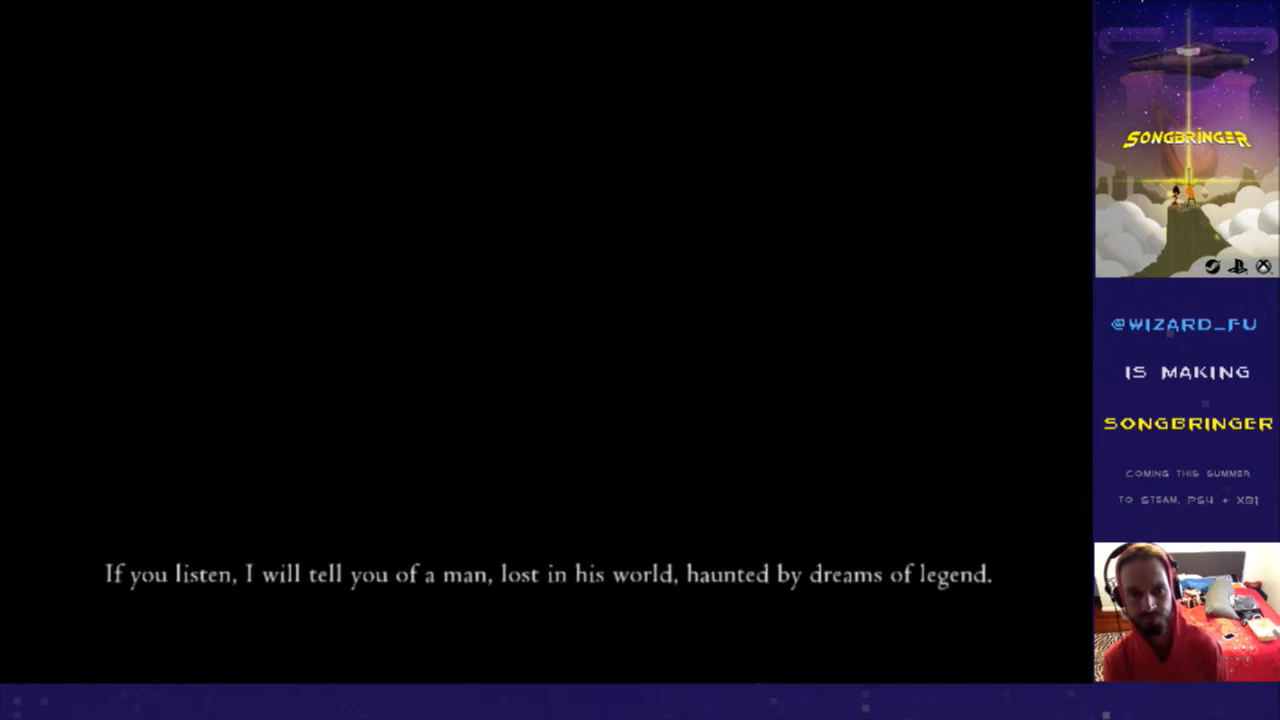 If you listen, I will tell you of a man, lost in his world, haunted by dreams of legend.
SONGBRINGER
@WIZARD_FU
IS MAKING
SONGBRINGER
COMING THIS SUMMER
TO STEAM, PS4 + XB1